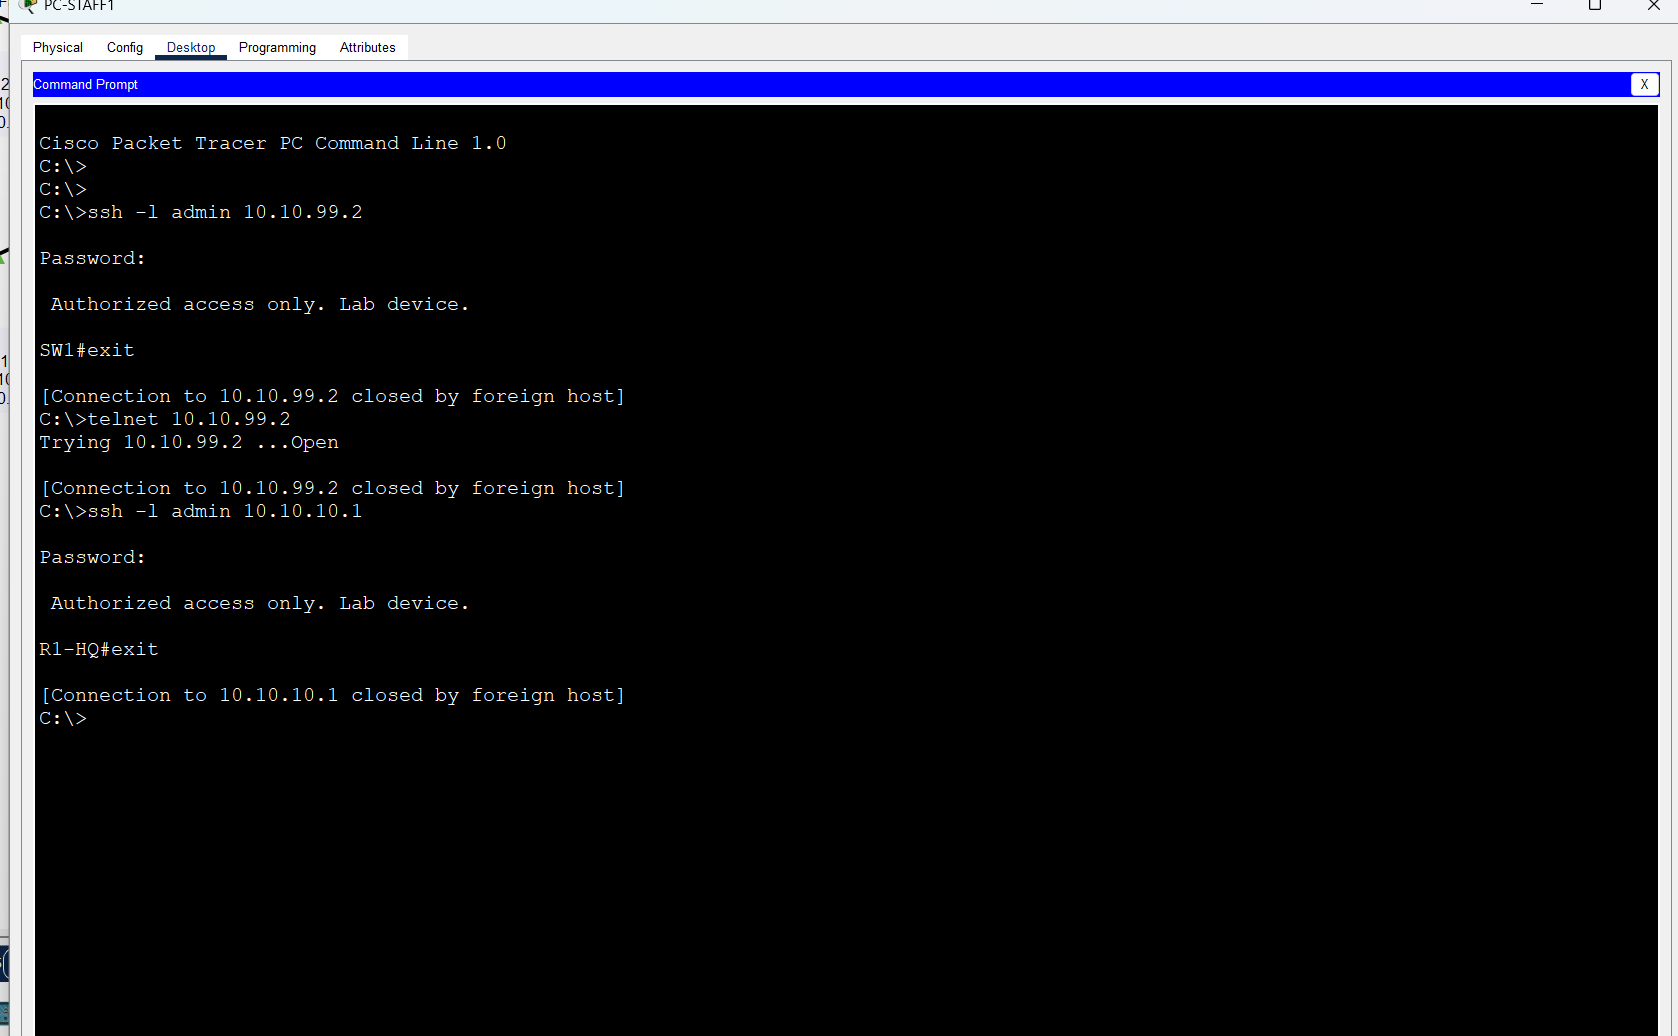 PC-STAFF1
Physical Config Desktop Programming Attributes
Command Prompt X
Cisco Packet Tracer PC Command Line 1.0
C:\>
C:\>
C:\>ssh -l admin 10.10.99.2
Password:
Authorized access only. Lab device.
SW1#exit
[Connection to 10.10.99.2 closed by foreign host]
C:\>telnet 10.10.99.2
Trying 10.10.99.2 ...Open
[Connection to 10.10.99.2 closed by foreign host]
C:\>ssh -l admin 10.10.10.1
Password:
Authorized access only. Lab device.
R1-HQ#exit
[Connection to 10.10.10.1 closed by foreign host]
C:\>